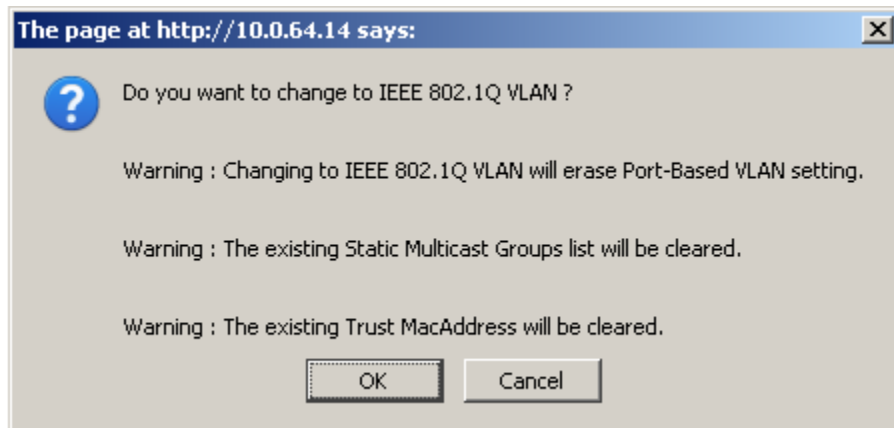 The page at http://10.0.64.14 says:
Do you want to change to IEEE 802.1Q VLAN ?
Warning : Changing to IEEE 802.1Q VLAN will erase Port-Based VLAN setting.
Warning : The existing Static Multicast Groups list will be cleared.
Warning : The existing Trust MacAddress will be cleared.
OK
Cancel